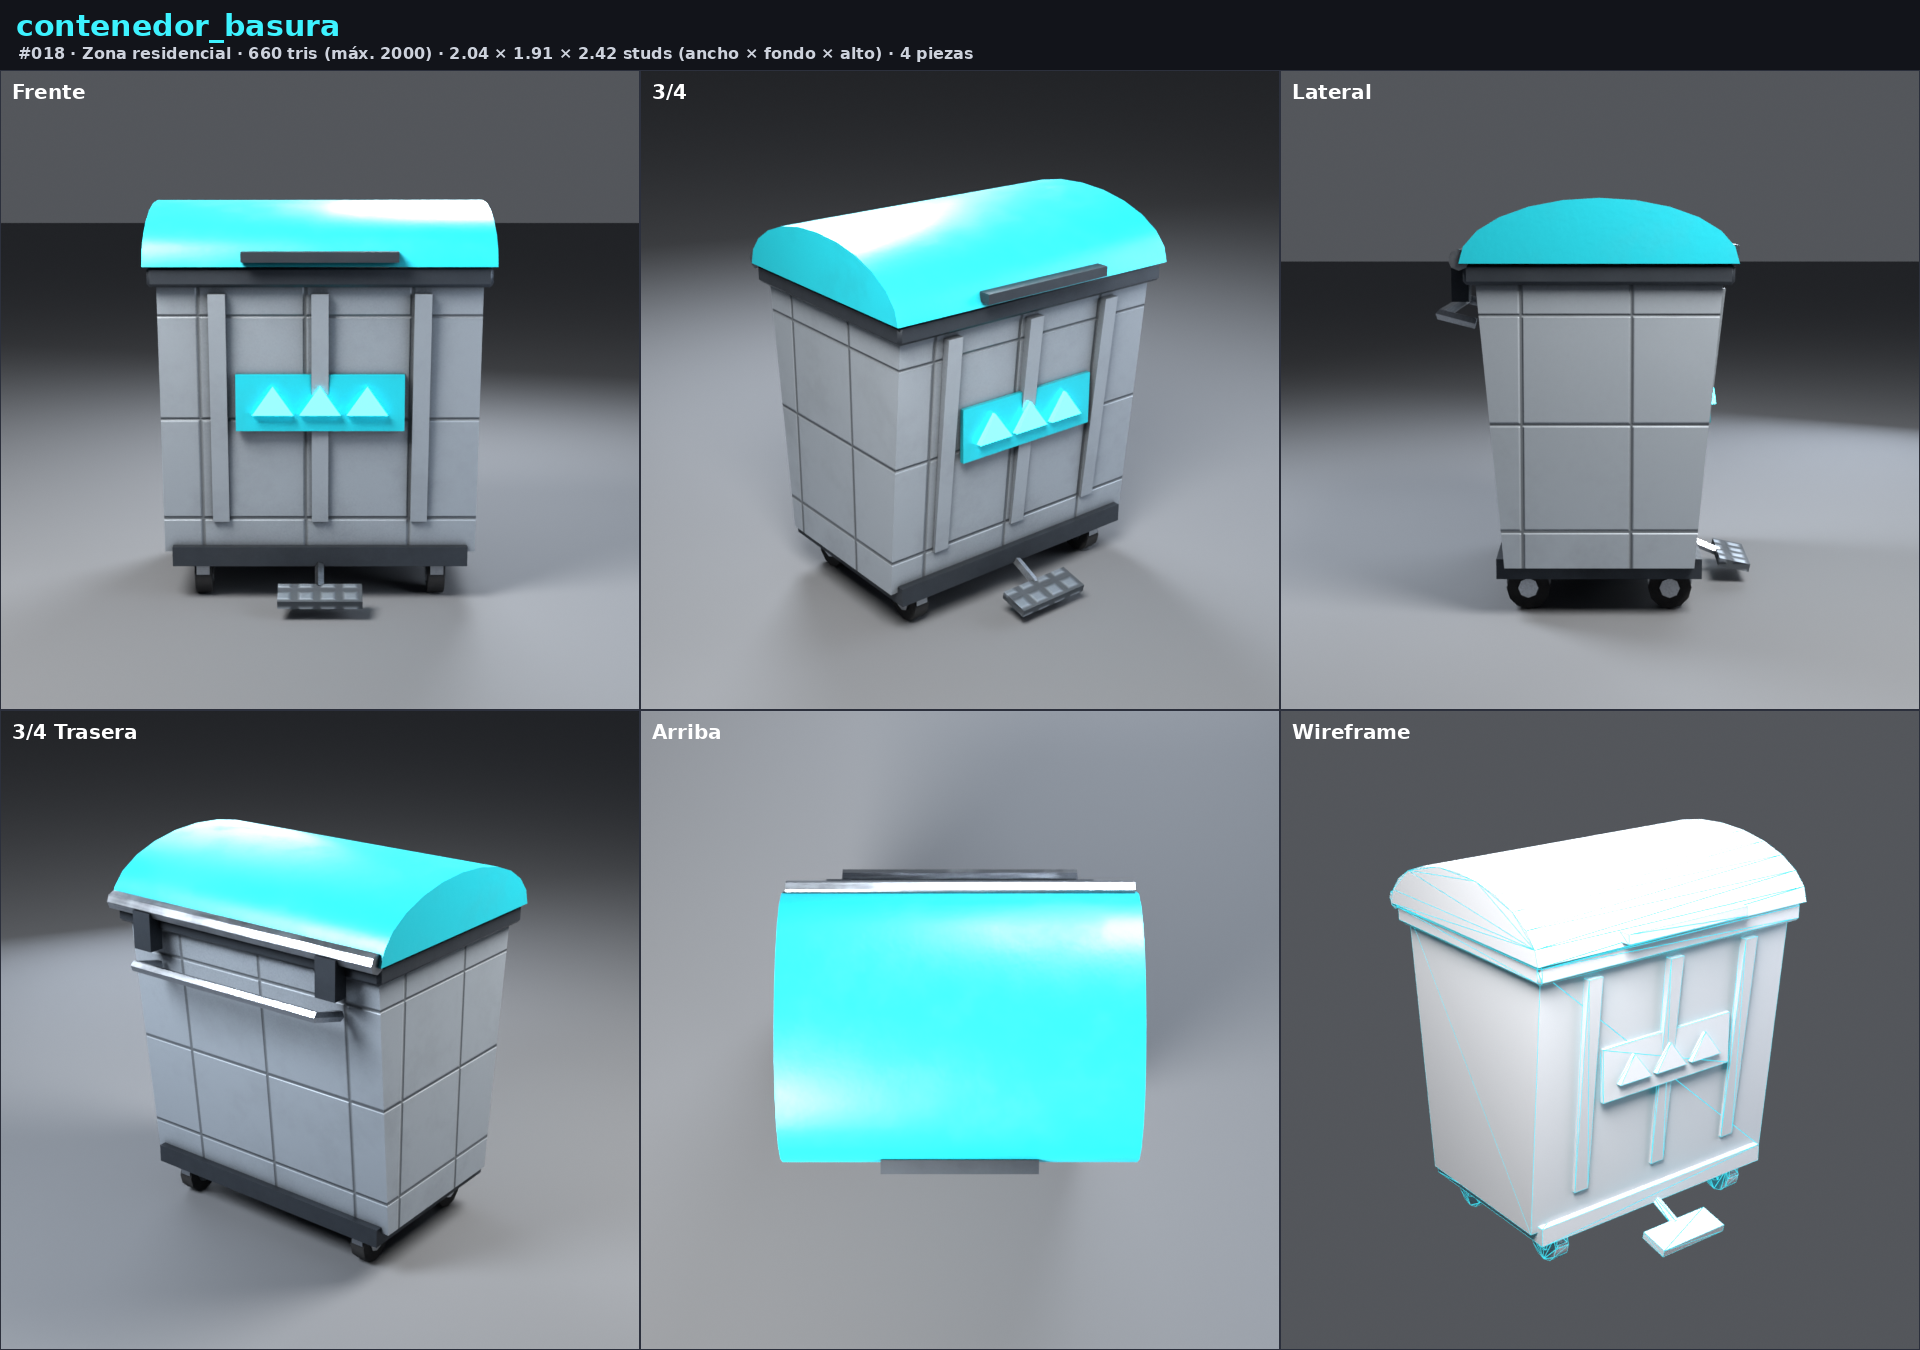 contenedor_basura
#018 · Zona residencial · 660 tris (máx. 2000) · 2.04 × 1.91 × 2.42 studs (ancho × fondo × alto) · 4 piezas
Frente
3/4
Lateral
3/4 Trasera
Arriba
Wireframe